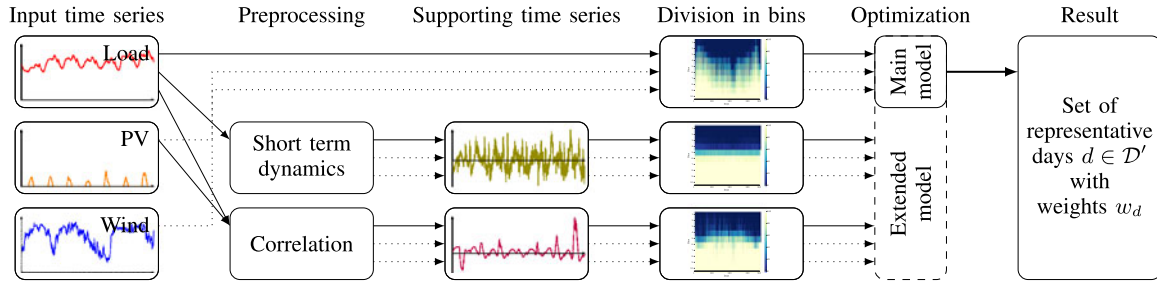 Input time series
Preprocessing
Supporting time series
Division in bins
Optimization
Result
Load
PV
Wind
Short term
dynamics
Correlation
Main
model
Extended
model
Set of
representative
days d ∈ 𝒟′
with
weights w_d